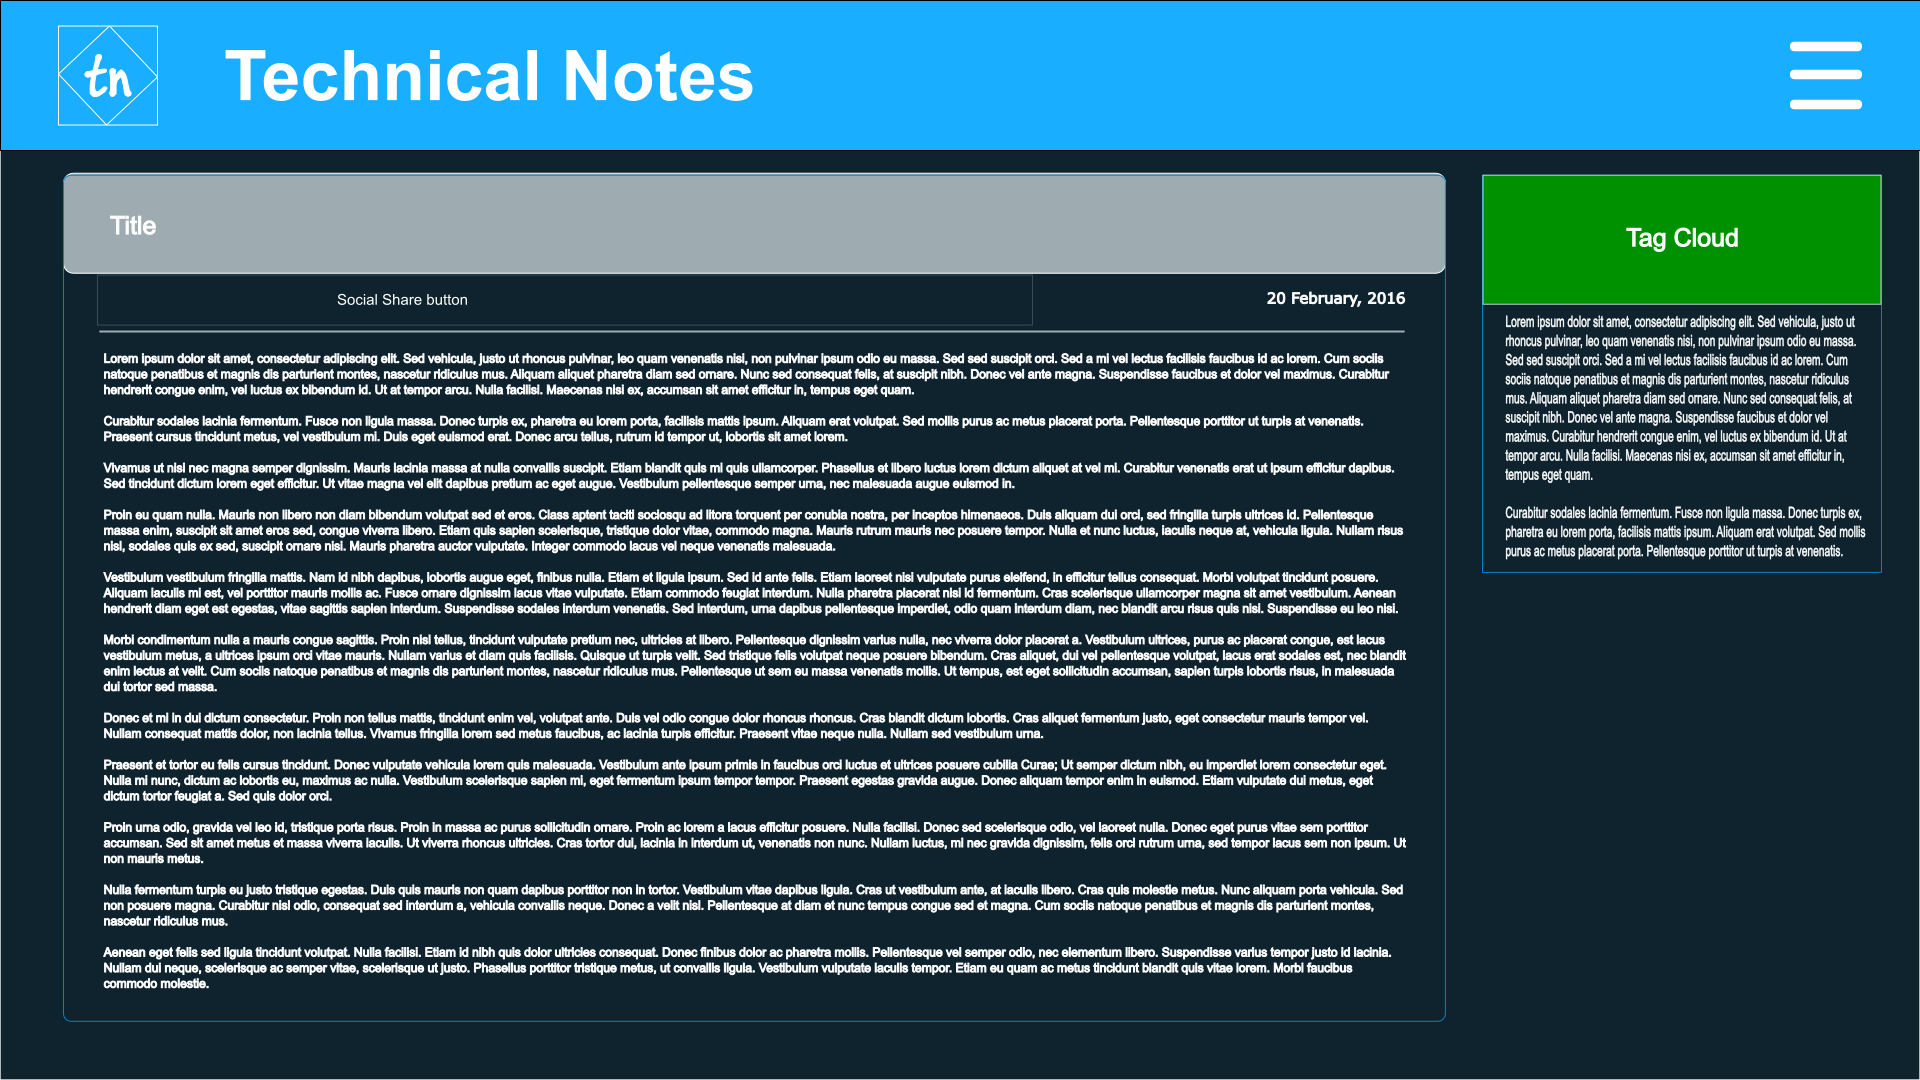 tn
Technical Notes
Title
Social Share button
20 February, 2016
Lorem ipsum dolor sit amet, consectetur adipiscing elit. Sed vehicula, justo ut rhoncus pulvinar, leo quam venenatis nisi, non pulvinar ipsum odio eu massa. Sed sed suscipit orci. Sed a mi vel lectus facilisis faucibus id ac lorem. Cum sociis
natoque penatibus et magnis dis parturient montes, nascetur ridiculus mus. Aliquam aliquet pharetra diam sed ornare. Nunc sed consequat felis, at suscipit nibh. Donec vel ante magna. Suspendisse faucibus et dolor vel maximus. Curabitur
hendrerit congue enim, vel luctus ex bibendum id. Ut at tempor arcu. Nulla facilisi. Maecenas nisi ex, accumsan sit amet efficitur in, tempus eget quam.
Curabitur sodales lacinia fermentum. Fusce non ligula massa. Donec turpis ex, pharetra eu lorem porta, facilisis mattis ipsum. Aliquam erat volutpat. Sed mollis purus ac metus placerat porta. Pellentesque porttitor ut turpis at venenatis.
Praesent cursus tincidunt metus, vel vestibulum mi. Duis eget euismod erat. Donec arcu tellus, rutrum id tempor ut, lobortis sit amet lorem.
Vivamus ut nisi nec magna semper dignissim. Mauris lacinia massa at nulla convallis suscipit. Etiam blandit quis mi quis ullamcorper. Phasellus et libero luctus lorem dictum aliquet at vel mi. Curabitur venenatis erat ut ipsum efficitur dapibus.
Sed tincidunt dictum lorem eget efficitur. Ut vitae magna vel elit dapibus pretium ac eget augue. Vestibulum pellentesque semper urna, nec malesuada augue euismod in.
Proin eu quam nulla. Mauris non libero non diam bibendum volutpat sed et eros. Class aptent taciti sociosqu ad litora torquent per conubia nostra, per inceptos himenaeos. Duis aliquam dui orci, sed fringilla turpis ultrices id. Pellentesque
massa enim, suscipit sit amet eros sed, congue viverra libero. Etiam quis sapien scelerisque, tristique dolor vitae, commodo magna. Mauris rutrum mauris nec posuere tempor. Nulla et nunc luctus, iaculis neque at, vehicula ligula. Nullam risus
nisi, sodales quis ex sed, suscipit ornare nisi. Mauris pharetra auctor vulputate. Integer commodo lacus vel neque venenatis malesuada.
Vestibulum vestibulum fringilla mattis. Nam id nibh dapibus, lobortis augue eget, finibus nulla. Etiam et ligula ipsum. Sed id ante felis. Etiam laoreet nisi vulputate purus eleifend, in efficitur tellus consequat. Morbi volutpat tincidunt posuere.
Aliquam iaculis mi est, vel porttitor mauris mollis ac. Fusce ornare dignissim lacus vitae vulputate. Etiam commodo feugiat interdum. Nulla pharetra placerat nisi id fermentum. Cras scelerisque ullamcorper magna sit amet vestibulum. Aenean
hendrerit diam eget est egestas, vitae sagittis sapien interdum. Suspendisse sodales interdum venenatis. Sed interdum, urna dapibus pellentesque imperdiet, odio quam interdum diam, nec blandit arcu risus quis nisi. Suspendisse eu leo nisi.
Morbi condimentum nulla a mauris congue sagittis. Proin nisi tellus, tincidunt vulputate pretium nec, ultricies at libero. Pellentesque dignissim varius nulla, nec viverra dolor placerat a. Vestibulum ultrices, purus ac placerat congue, est lacus
vestibulum metus, a ultrices ipsum orci vitae mauris. Nullam varius et diam quis facilisis. Quisque ut turpis velit. Sed tristique felis volutpat neque posuere bibendum. Cras aliquet, dui vel pellentesque volutpat, lacus erat sodales est, nec blandit
enim lectus at velit. Cum sociis natoque penatibus et magnis dis parturient montes, nascetur ridiculus mus. Pellentesque ut sem eu massa venenatis mollis. Ut tempus, est eget sollicitudin accumsan, sapien turpis lobortis risus, in malesuada
dui tortor sed massa.
Donec et mi in dui dictum consectetur. Proin non tellus mattis, tincidunt enim vel, volutpat ante. Duis vel odio congue dolor rhoncus rhoncus. Cras blandit dictum lobortis. Cras aliquet fermentum justo, eget consectetur mauris tempor vel.
Nullam consequat mattis dolor, non lacinia tellus. Vivamus fringilla lorem sed metus faucibus, ac lacinia turpis efficitur. Praesent vitae neque nulla. Nullam sed vestibulum urna.
Praesent et tortor eu felis cursus tincidunt. Donec vulputate vehicula lorem quis malesuada. Vestibulum ante ipsum primis in faucibus orci luctus et ultrices posuere cubilia Curae; Ut semper dictum nibh, eu imperdiet lorem consectetur eget.
Nulla mi nunc, dictum ac lobortis eu, maximus ac nulla. Vestibulum scelerisque sapien mi, eget fermentum ipsum tempor tempor. Praesent egestas gravida augue. Donec aliquam tempor enim in euismod. Etiam vulputate dui metus, eget
dictum tortor feugiat a. Sed quis dolor orci.
Proin urna odio, gravida vel leo id, tristique porta risus. Proin in massa ac purus sollicitudin ornare. Proin ac lorem a lacus efficitur posuere. Nulla facilisi. Donec sed scelerisque odio, vel laoreet nulla. Donec eget purus vitae sem porttitor
accumsan. Sed sit amet metus et massa viverra iaculis. Ut viverra rhoncus ultricies. Cras tortor dui, lacinia in interdum ut, venenatis non nunc. Nullam luctus, mi nec gravida dignissim, felis orci rutrum urna, sed tempor lacus sem non ipsum. Ut
non mauris metus.
Nulla fermentum turpis eu justo tristique egestas. Duis quis mauris non quam dapibus porttitor non in tortor. Vestibulum vitae dapibus ligula. Cras ut vestibulum ante, at iaculis libero. Cras quis molestie metus. Nunc aliquam porta vehicula. Sed
non posuere magna. Curabitur nisi odio, consequat sed interdum a, vehicula convallis neque. Donec a velit nisi. Pellentesque at diam et nunc tempus congue sed et magna. Cum sociis natoque penatibus et magnis dis parturient montes,
nascetur ridiculus mus.
Aenean eget felis sed ligula tincidunt volutpat. Nulla facilisi. Etiam id nibh quis dolor ultricies consequat. Donec finibus dolor ac pharetra mollis. Pellentesque vel semper odio, nec elementum libero. Suspendisse varius tempor justo id lacinia.
Nullam dui neque, scelerisque ac semper vitae, scelerisque ut justo. Phasellus porttitor tristique metus, ut convallis ligula. Vestibulum vulputate iaculis tempor. Etiam eu quam ac metus tincidunt blandit quis vitae lorem. Morbi faucibus
commodo molestie.
Tag Cloud
Lorem ipsum dolor sit amet, consectetur adipiscing elit. Sed vehicula, justo ut
rhoncus pulvinar, leo quam venenatis nisi, non pulvinar ipsum odio eu massa.
Sed sed suscipit orci. Sed a mi vel lectus facilisis faucibus id ac lorem. Cum
sociis natoque penatibus et magnis dis parturient montes, nascetur ridiculus
mus. Aliquam aliquet pharetra diam sed ornare. Nunc sed consequat felis, at
suscipit nibh. Donec vel ante magna. Suspendisse faucibus et dolor vel
maximus. Curabitur hendrerit congue enim, vel luctus ex bibendum id. Ut at
tempor arcu. Nulla facilisi. Maecenas nisi ex, accumsan sit amet efficitur in,
tempus eget quam.
Curabitur sodales lacinia fermentum. Fusce non ligula massa. Donec turpis ex,
pharetra eu lorem porta, facilisis mattis ipsum. Aliquam erat volutpat. Sed mollis
purus ac metus placerat porta. Pellentesque porttitor ut turpis at venenatis.